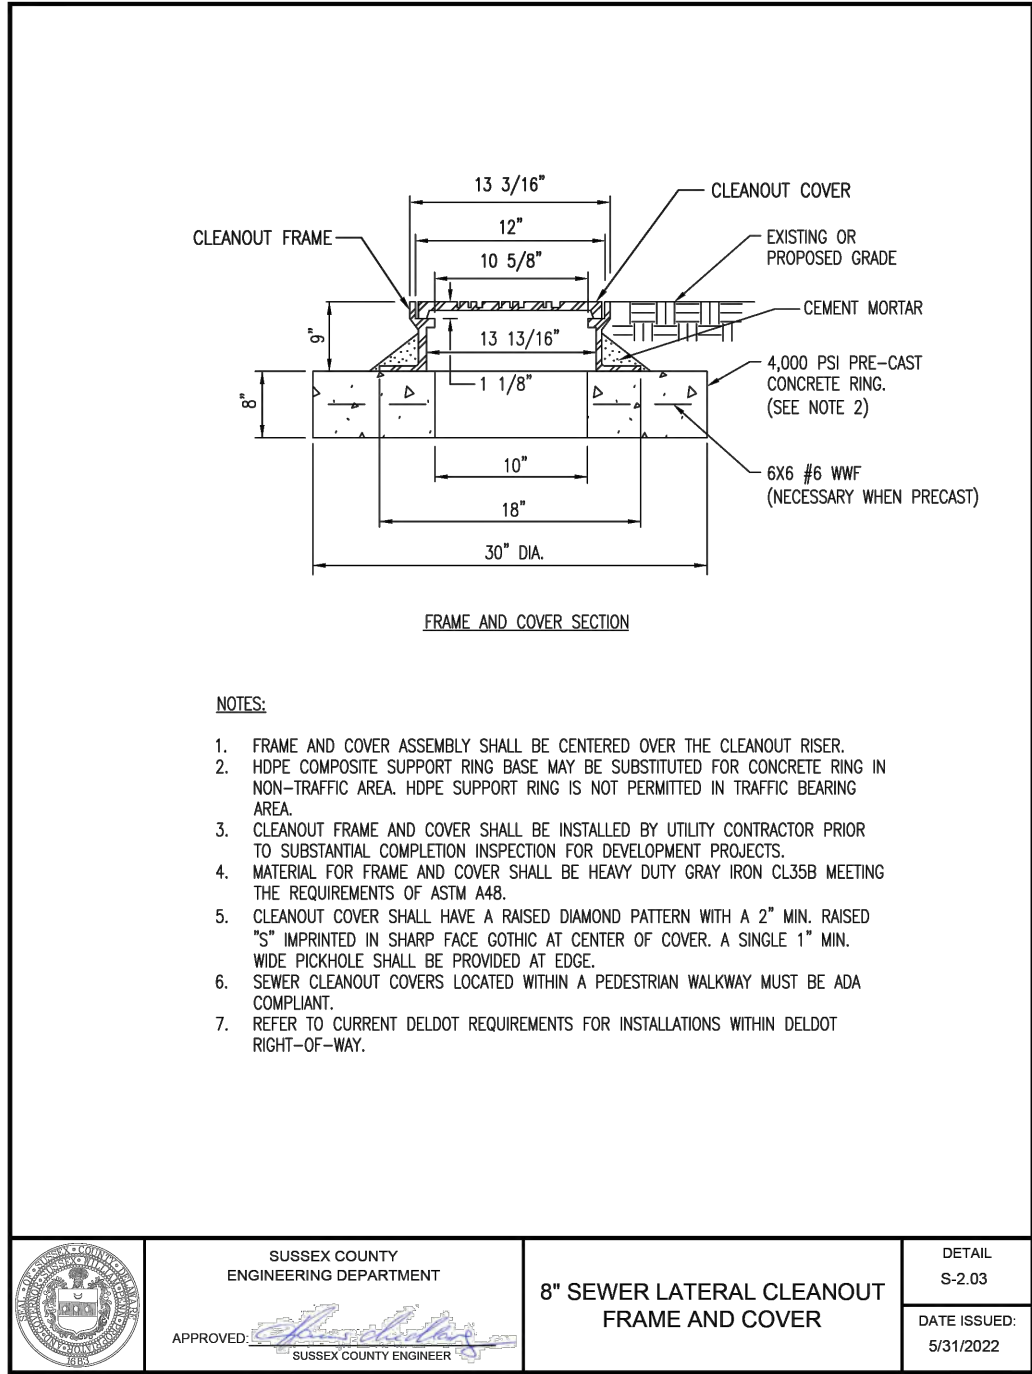 13 3/16"
CLEANOUT COVER
12"
CLEANOUT FRAME
EXISTING OR
PROPOSED GRADE
10 5/8"
CEMENT MORTAR
9"
13 13/16"
4,000 PSI PRE-CAST
CONCRETE RING.
(SEE NOTE 2)
1 1/8"
8"
10"
6X6 #6 WWF
(NECESSARY WHEN PRECAST)
18"
30" DIA.
FRAME AND COVER SECTION
NOTES:
1. FRAME AND COVER ASSEMBLY SHALL BE CENTERED OVER THE CLEANOUT RISER.
2. HDPE COMPOSITE SUPPORT RING BASE MAY BE SUBSTITUTED FOR CONCRETE RING IN
NON-TRAFFIC AREA. HDPE SUPPORT RING IS NOT PERMITTED IN TRAFFIC BEARING
AREA.
3. CLEANOUT FRAME AND COVER SHALL BE INSTALLED BY UTILITY CONTRACTOR PRIOR
TO SUBSTANTIAL COMPLETION INSPECTION FOR DEVELOPMENT PROJECTS.
4. MATERIAL FOR FRAME AND COVER SHALL BE HEAVY DUTY GRAY IRON CL35B MEETING
THE REQUIREMENTS OF ASTM A48.
5. CLEANOUT COVER SHALL HAVE A RAISED DIAMOND PATTERN WITH A 2" MIN. RAISED
"S" IMPRINTED IN SHARP FACE GOTHIC AT CENTER OF COVER. A SINGLE 1" MIN.
WIDE PICKHOLE SHALL BE PROVIDED AT EDGE.
6. SEWER CLEANOUT COVERS LOCATED WITHIN A PEDESTRIAN WALKWAY MUST BE ADA
COMPLIANT.
7. REFER TO CURRENT DELDOT REQUIREMENTS FOR INSTALLATIONS WITHIN DELDOT
RIGHT-OF-WAY.
SEAL OF SUSSEX COUNTY DELAWARE
1683
SUSSEX COUNTY
ENGINEERING DEPARTMENT
APPROVED:
SUSSEX COUNTY ENGINEER
8" SEWER LATERAL CLEANOUT
FRAME AND COVER
DETAIL
S-2.03
DATE ISSUED:
5/31/2022